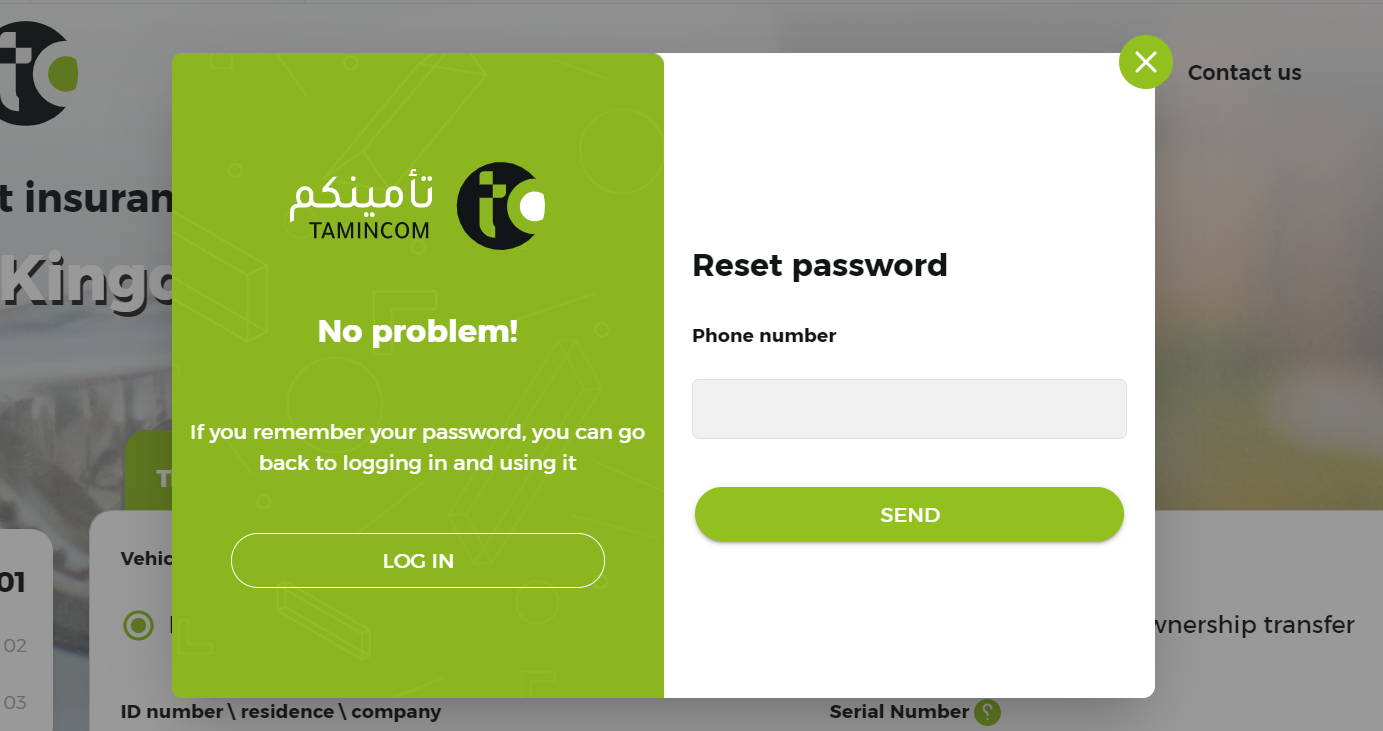 Contact us
t insuran
تأمينكم
TAMINCOM
No problem!
If you remember your password, you can go
back to logging in and using it
LOG IN
Reset password
Phone number
SEND
01
02
03
Vehic
wnership transfer
ID number \ residence \ company
Serial Number